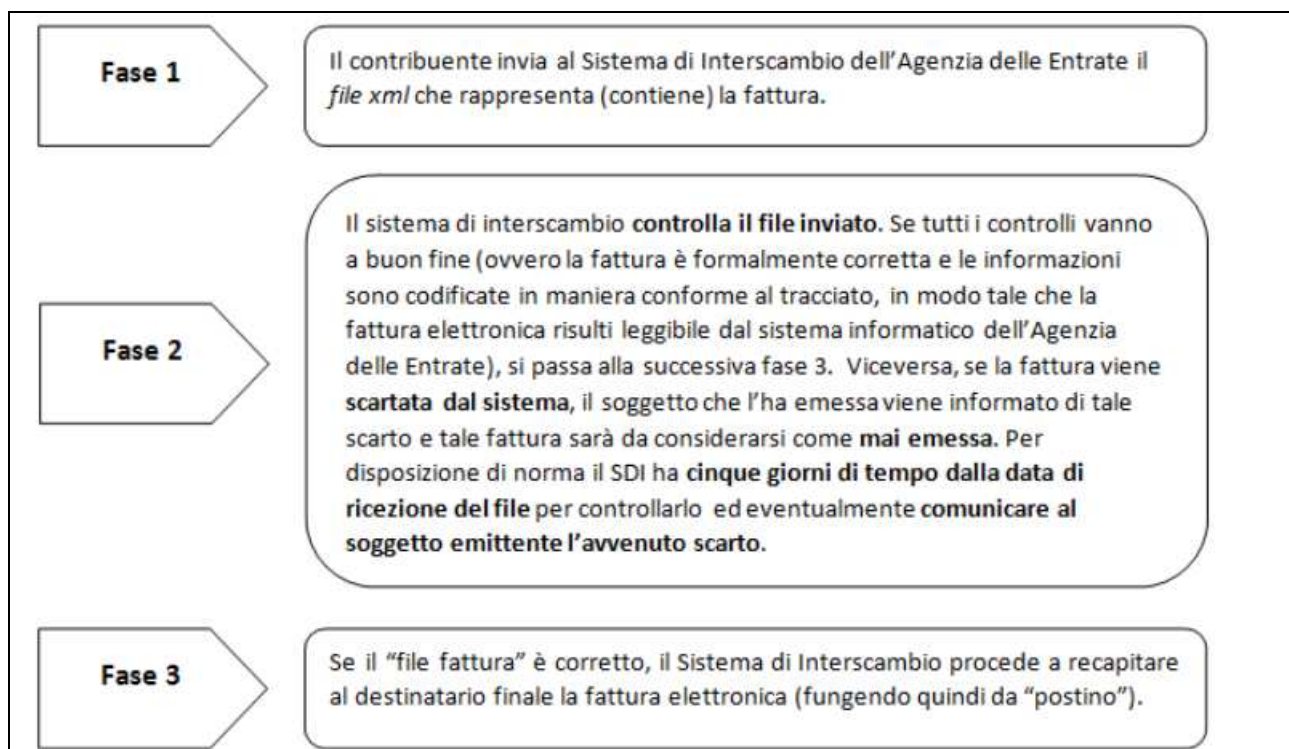 Fase 1
Il contribuente invia al Sistema di Interscambio dell'Agenzia delle Entrate il
file xml che rappresenta (contiene) la fattura.
Fase 2
Il sistema di interscambio controlla il file inviato. Se tutti i controlli vanno
a buon fine (ovvero la fattura è formalmente corretta e le informazioni
sono codificate in maniera conforme al tracciato, in modo tale che la
fattura elettronica risulti leggibile dal sistema informatico dell'Agenzia
delle Entrate), si passa alla successiva fase 3. Viceversa, se la fattura viene
scartata dal sistema, il soggetto che l'ha emessa viene informato di tale
scarto e tale fattura sarà da considerarsi come mai emessa. Per
disposizione di norma il SDI ha cinque giorni di tempo dalla data di
ricezione del file per controllarlo ed eventualmente comunicare al
soggetto emittente l'avvenuto scarto.
Fase 3
Se il "file fattura" è corretto, il Sistema di Interscambio procede a recapitare
al destinatario finale la fattura elettronica (fungendo quindi da "postino").